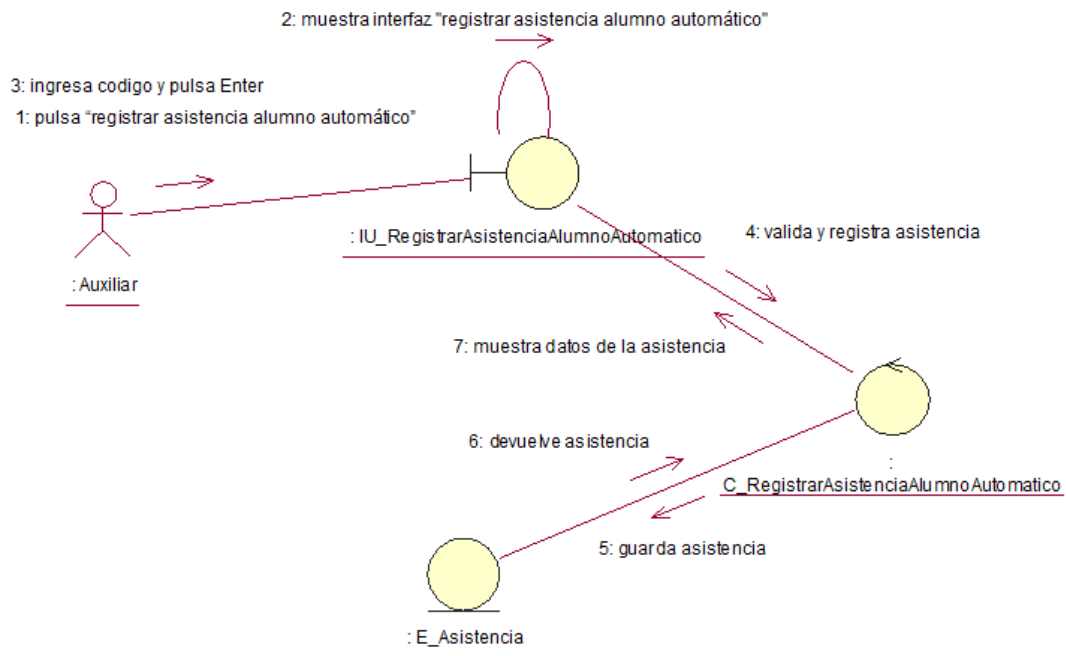 2: muestra interfaz "registrar asistencia alumno automático"
3: ingresa codigo y pulsa Enter
1: pulsa “registrar asistencia alumno automático”
: IU_RegistrarAsistenciaAlumnoAutomatico
4: valida y registra asistencia
: Auxiliar
7: muestra datos de la asistencia
6: devuelve asistencia
:
C_RegistrarAsistenciaAlumnoAutomatico
5: guarda asistencia
: E_Asistencia